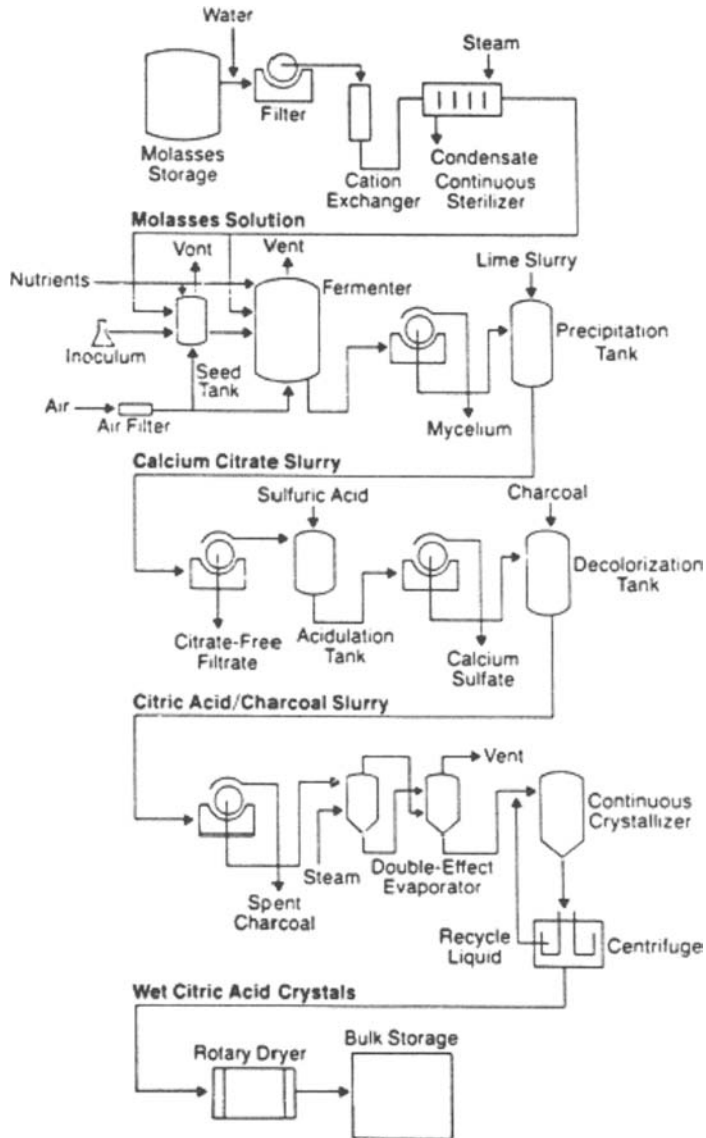 Water
Steam
Filter
Molasses
Storage
Cation
Exchanger
Condensate
Continuous
Sterilizer
Molasses Solution
Vont
Vent
Nutrients
Fermenter
Lime Slurry
Inoculum
Seed
Tank
Precipitation
Tank
Air
Air Filter
Mycelium
Calcium Citrate Slurry
Sulfuric Acid
Charcoal
Decolorization
Tank
Citrate-Free
Filtrate
Acidulation
Tank
Calcium
Sulfate
Citric Acid/Charcoal Slurry
Vent
Continuous
Crystallizer
Steam
Double-Effect
Evaporator
Spent
Charcoal
Recycle
Liquid
Centrifuge
Wet Citric Acid Crystals
Rotary Dryer
Bulk Storage